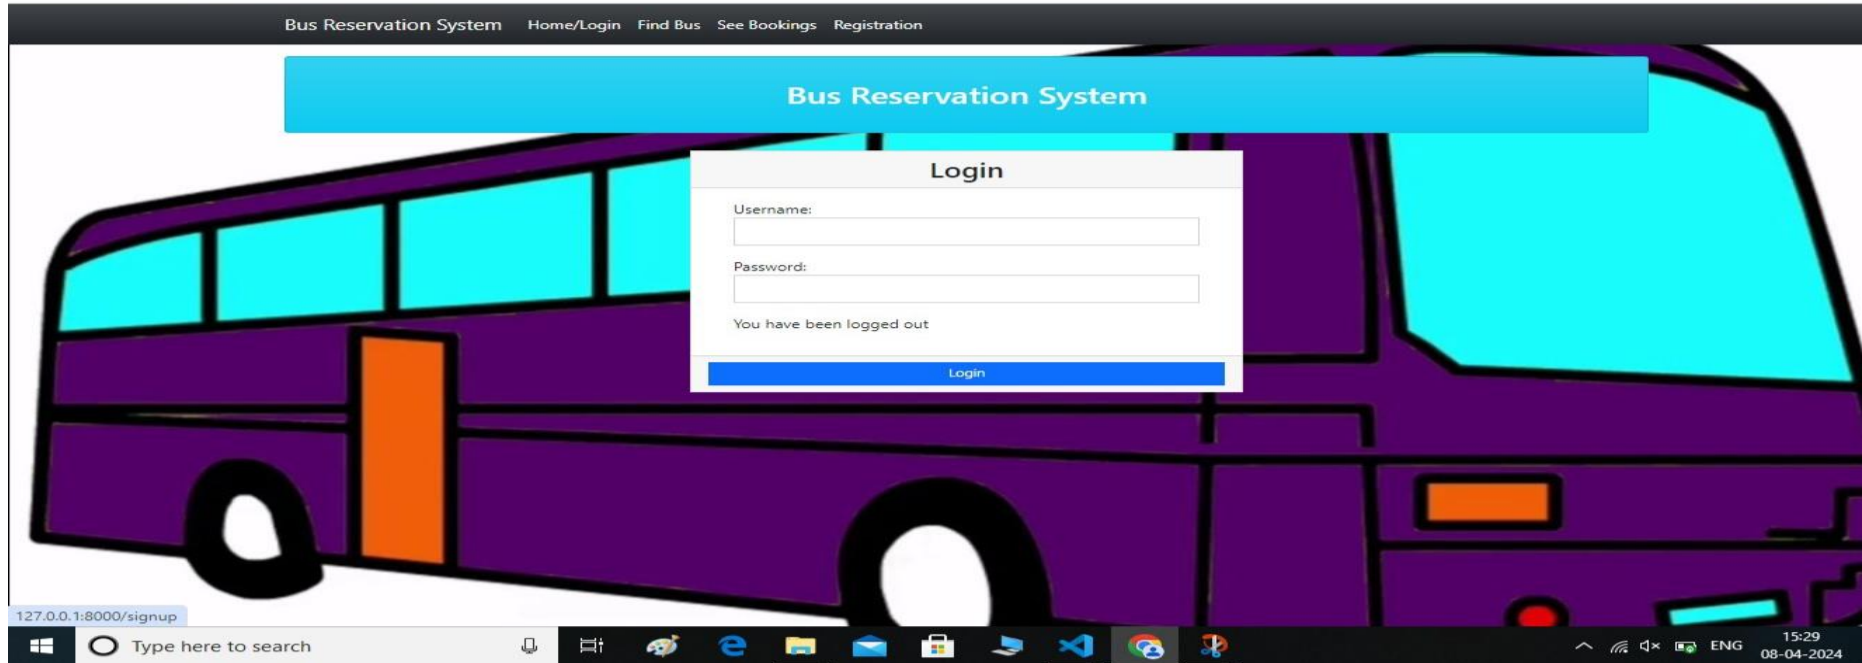 Bus Reservation System Home/Login Find Bus See Bookings Registration
Bus Reservation System
Login
Username:
Password:
You have been logged out
Login
127.0.0.1:8000/signup
Type here to search
ENG
15:29
08-04-2024